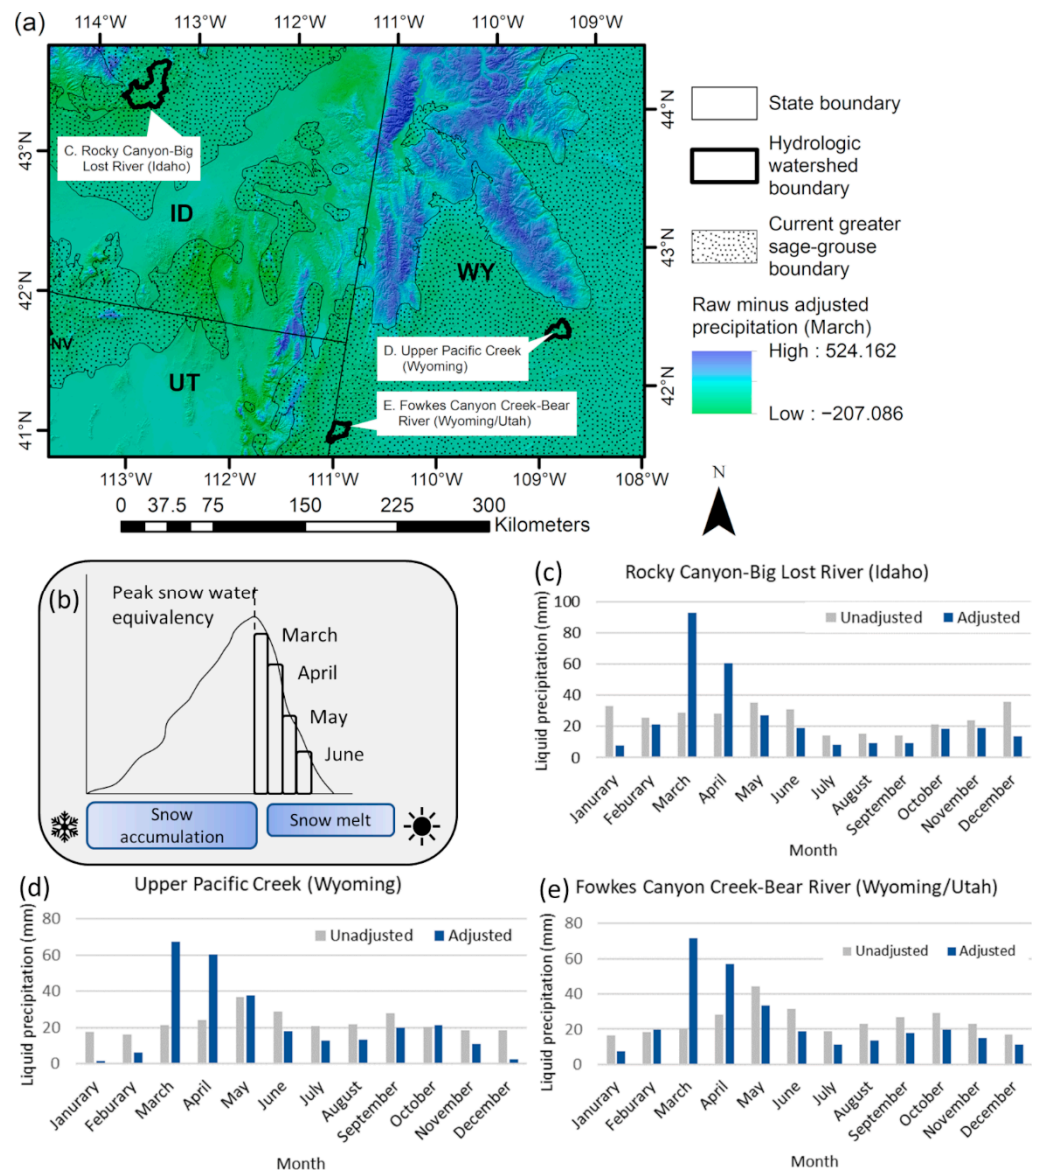 (a)
114°W 113°W 112°W 111°W 110°W 109°W
44°N
43°N
42°N
43°N
42°N
41°N
C. Rocky Canyon-Big
Lost River (Idaho)
ID
WY
NV
UT
D. Upper Pacific Creek
(Wyoming)
E. Fowkes Canyon Creek-Bear
River (Wyoming/Utah)
113°W 112°W 111°W 110°W 109°W 108°W
0 37.5 75 150 225 300
Kilometers
State boundary
Hydrologic
watershed
boundary
Current greater
sage-grouse
boundary
Raw minus adjusted
precipitation (March)
High : 524.162
Low : −207.086
N
(b)
Peak snow water
equivalency
March
April
May
June
Snow
accumulation
Snow melt
(c)
Rocky Canyon-Big Lost River (Idaho)
Unadjusted Adjusted
Liquid precipitation (mm)
100
80
60
40
20
0
Janurary
Feburary
March
April
May
June
July
August
September
October
November
December
Month
(d)
Upper Pacific Creek (Wyoming)
Unadjusted Adjusted
Liquid precipitation (mm)
80
60
40
20
0
Janurary
Feburary
March
April
May
June
July
August
September
October
November
December
Month
(e)
Fowkes Canyon Creek-Bear River (Wyoming/Utah)
Unadjusted Adjusted
Liquid precipitation (mm)
80
60
40
20
0
Janurary
Feburary
March
April
May
June
July
August
September
October
November
December
Month